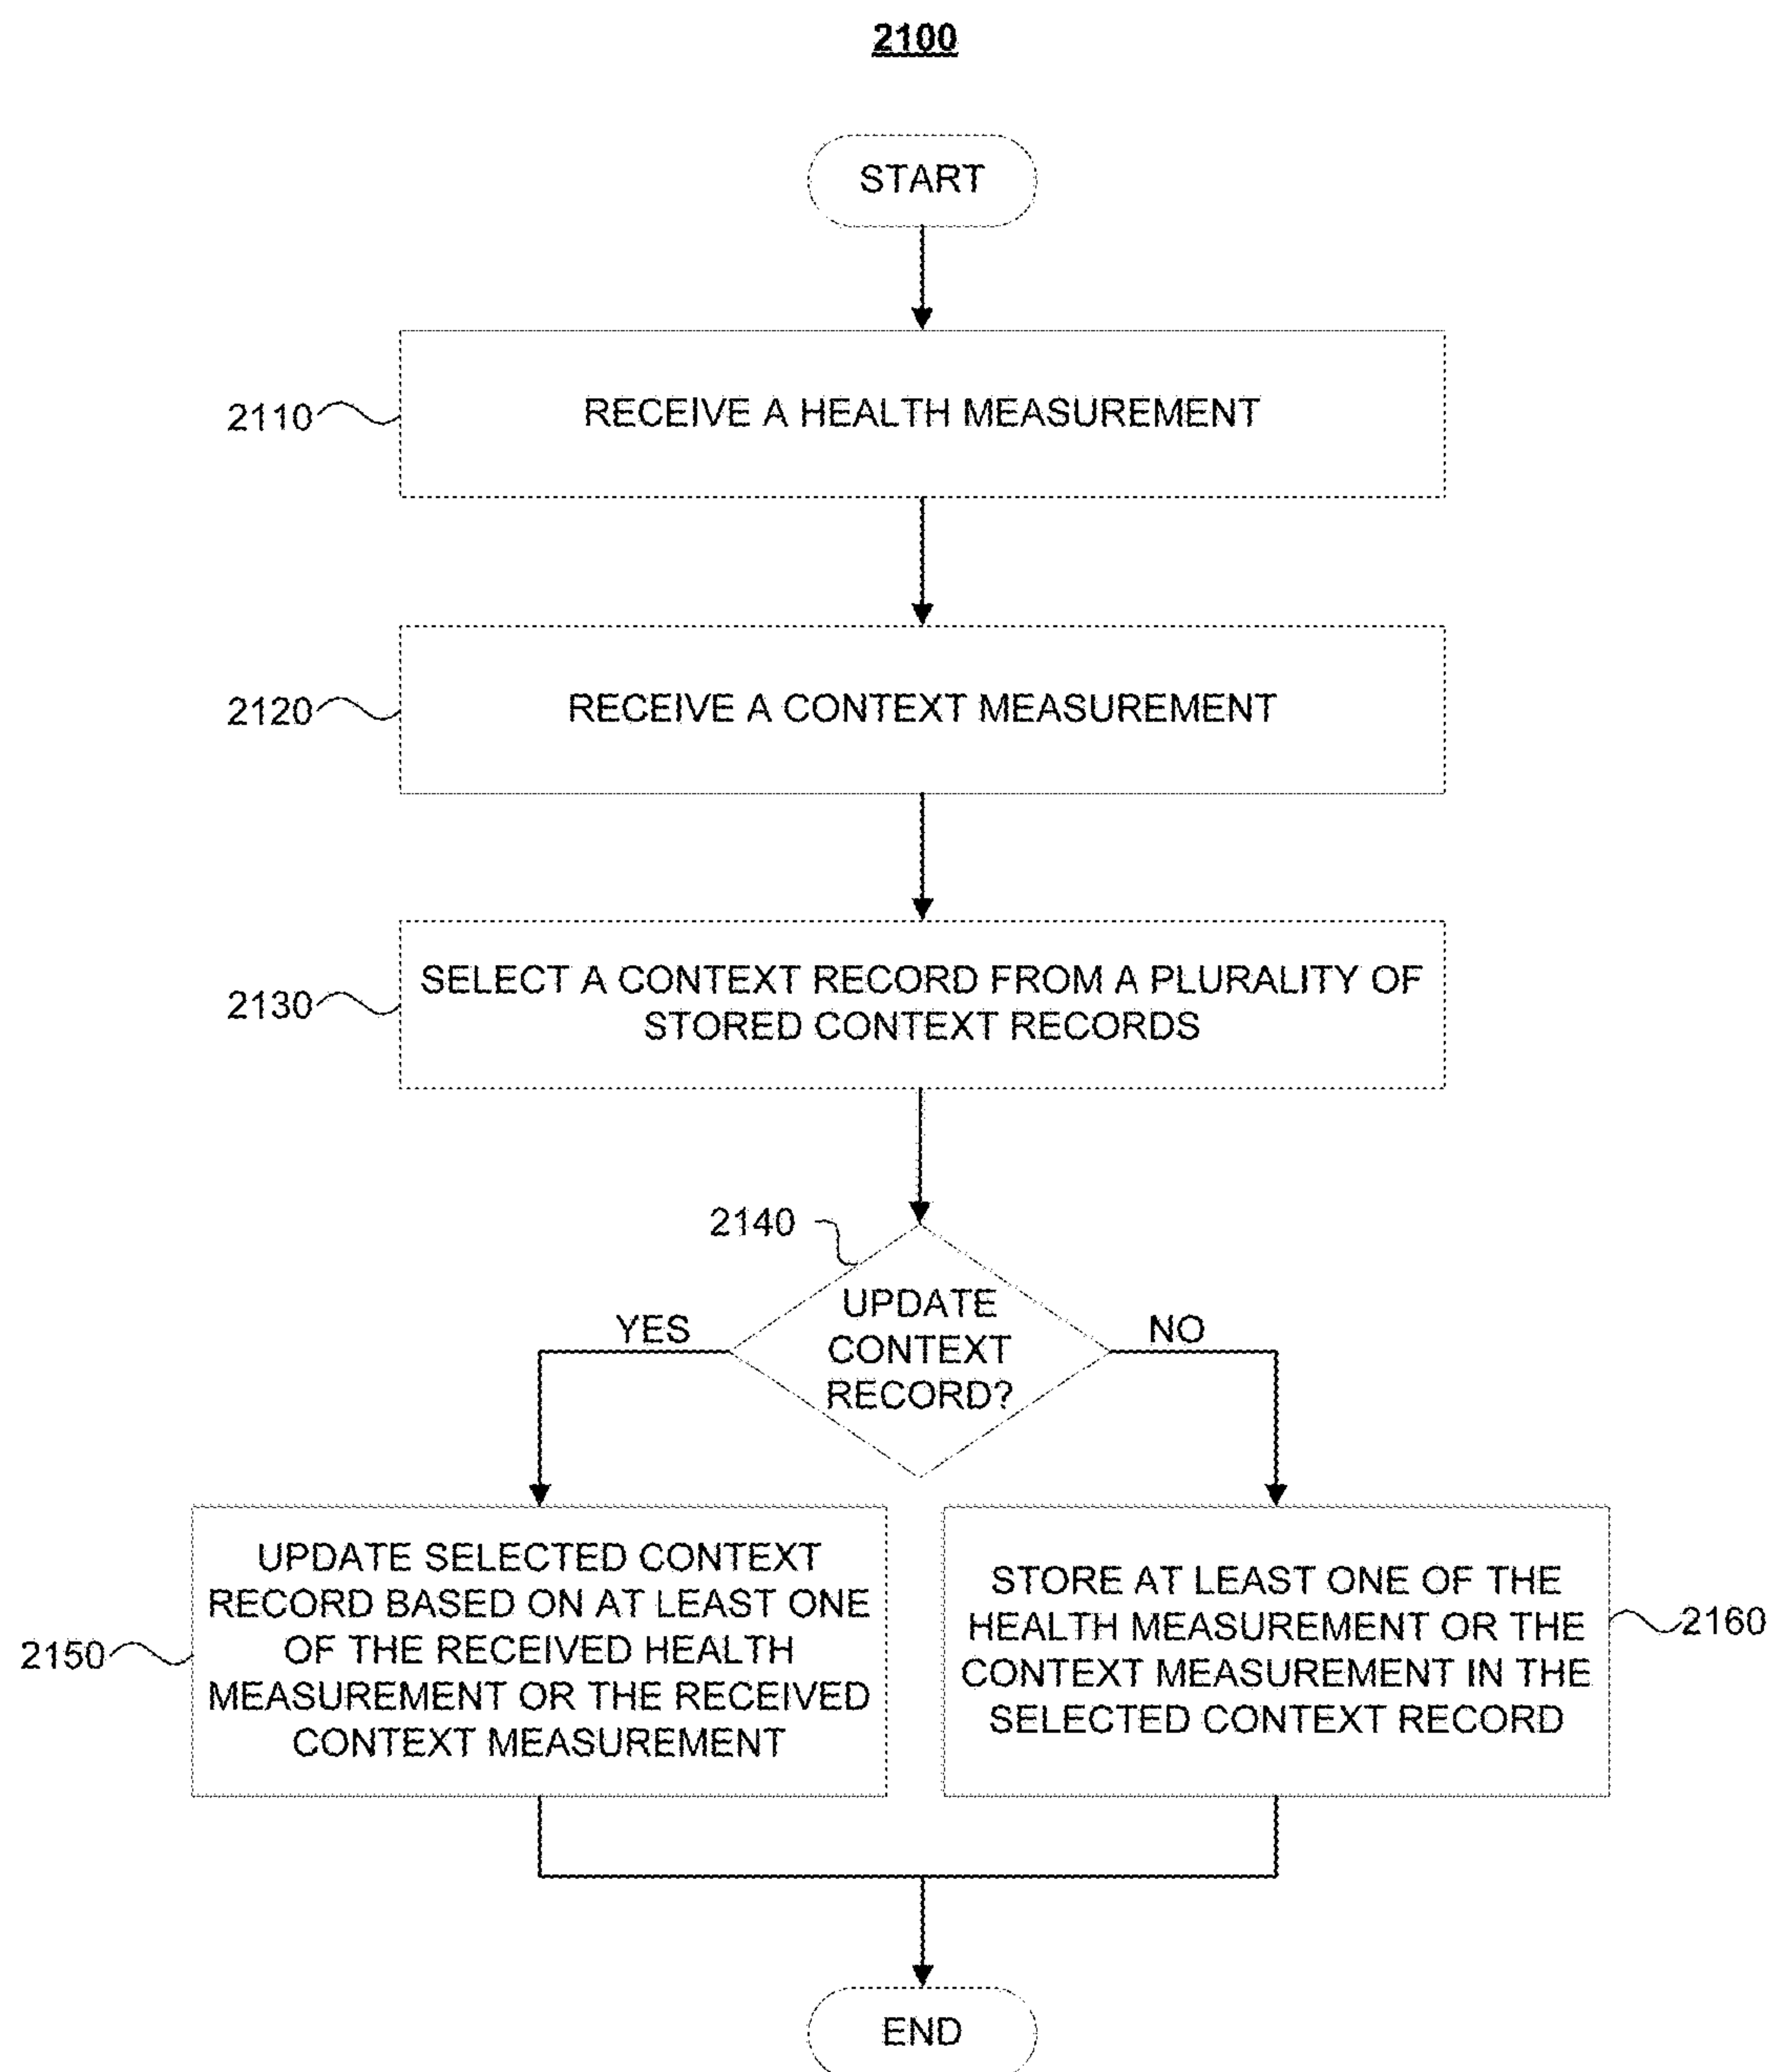 2100
START
2110
RECEIVE A HEALTH MEASUREMENT
2120
RECEIVE A CONTEXT MEASUREMENT
2130
SELECT A CONTEXT RECORD FROM A PLURALITY OF
STORED CONTEXT RECORDS
2140
UPDATE
CONTEXT
RECORD?
YES
NO
2150
UPDATE SELECTED CONTEXT
RECORD BASED ON AT LEAST ONE
OF THE RECEIVED HEALTH
MEASUREMENT OR THE RECEIVED
CONTEXT MEASUREMENT
STORE AT LEAST ONE OF THE
HEALTH MEASUREMENT OR THE
CONTEXT MEASUREMENT IN THE
SELECTED CONTEXT RECORD
2160
END